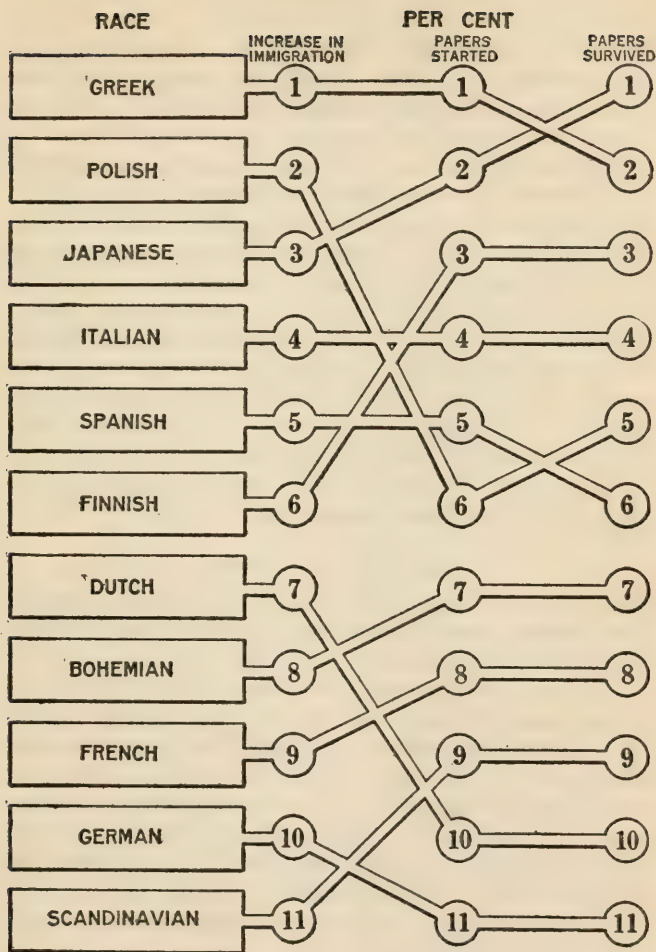 RACE
PER CENT
INCREASE IN
IMMIGRATION
PAPERS
STARTED
PAPERS
SURVIVED
GREEK 1 1 1
POLISH 2 2 2
JAPANESE 3 3 3
ITALIAN 4 4 4
SPANISH 5 5 5
FINNISH 6 6 6
DUTCH 7 7 7
BOHEMIAN 8 8 8
FRENCH 9 9 9
GERMAN 10 10 10
SCANDINAVIAN 11 11 11